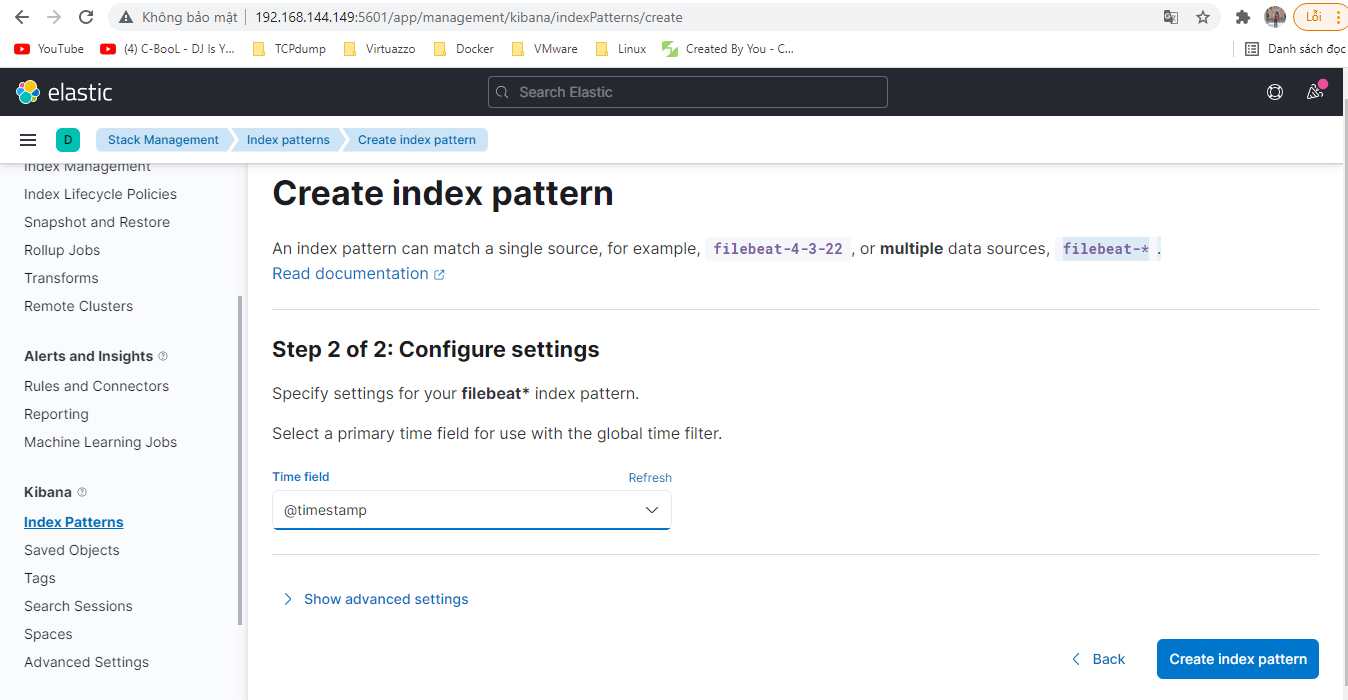 Không bảo mật 192.168.144.149:5601/app/management/kibana/indexPatterns/create Lỗi
YouTube (4) C-BooL - DJ Is Y... TCPdump Virtuazzo Docker VMware Linux Created By You - C... Danh sách đọc
elastic Search Elastic
D Stack Management Index patterns Create index pattern
Index Management
Index Lifecycle Policies
Snapshot and Restore
Rollup Jobs
Transforms
Remote Clusters
Alerts and Insights
Rules and Connectors
Reporting
Machine Learning Jobs
Kibana
Index Patterns
Saved Objects
Tags
Search Sessions
Spaces
Advanced Settings
Create index pattern
An index pattern can match a single source, for example, filebeat-4-3-22 , or multiple data sources, filebeat-* .
Read documentation
Step 2 of 2: Configure settings
Specify settings for your filebeat* index pattern.
Select a primary time field for use with the global time filter.
Time field Refresh
@timestamp
Show advanced settings
Back Create index pattern